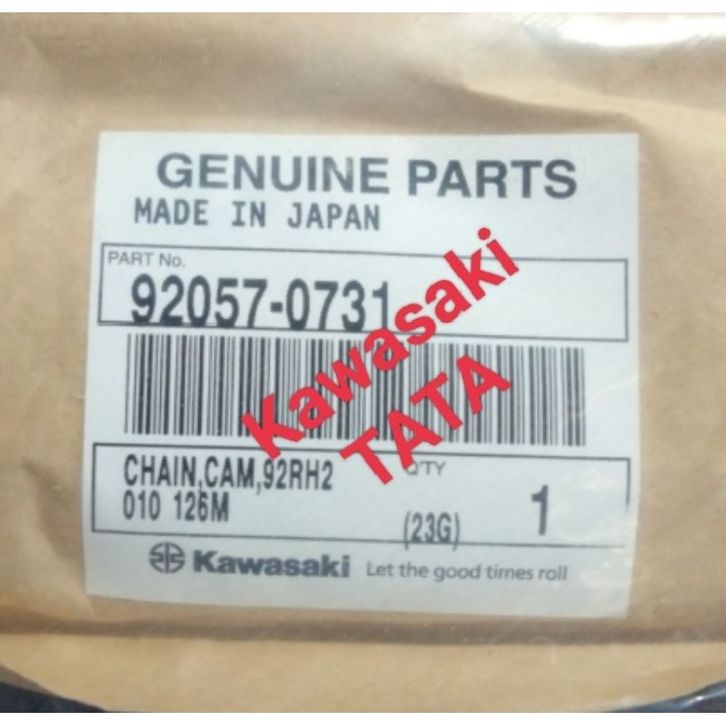 GENUINE PARTS
MADE IN JAPAN
PART No.
92057-0731
CHAIN,CAM,92RH2
010 126M
Q'TY
(23G)
1
Kawasaki Let the good times roll
Kawasaki
TATA